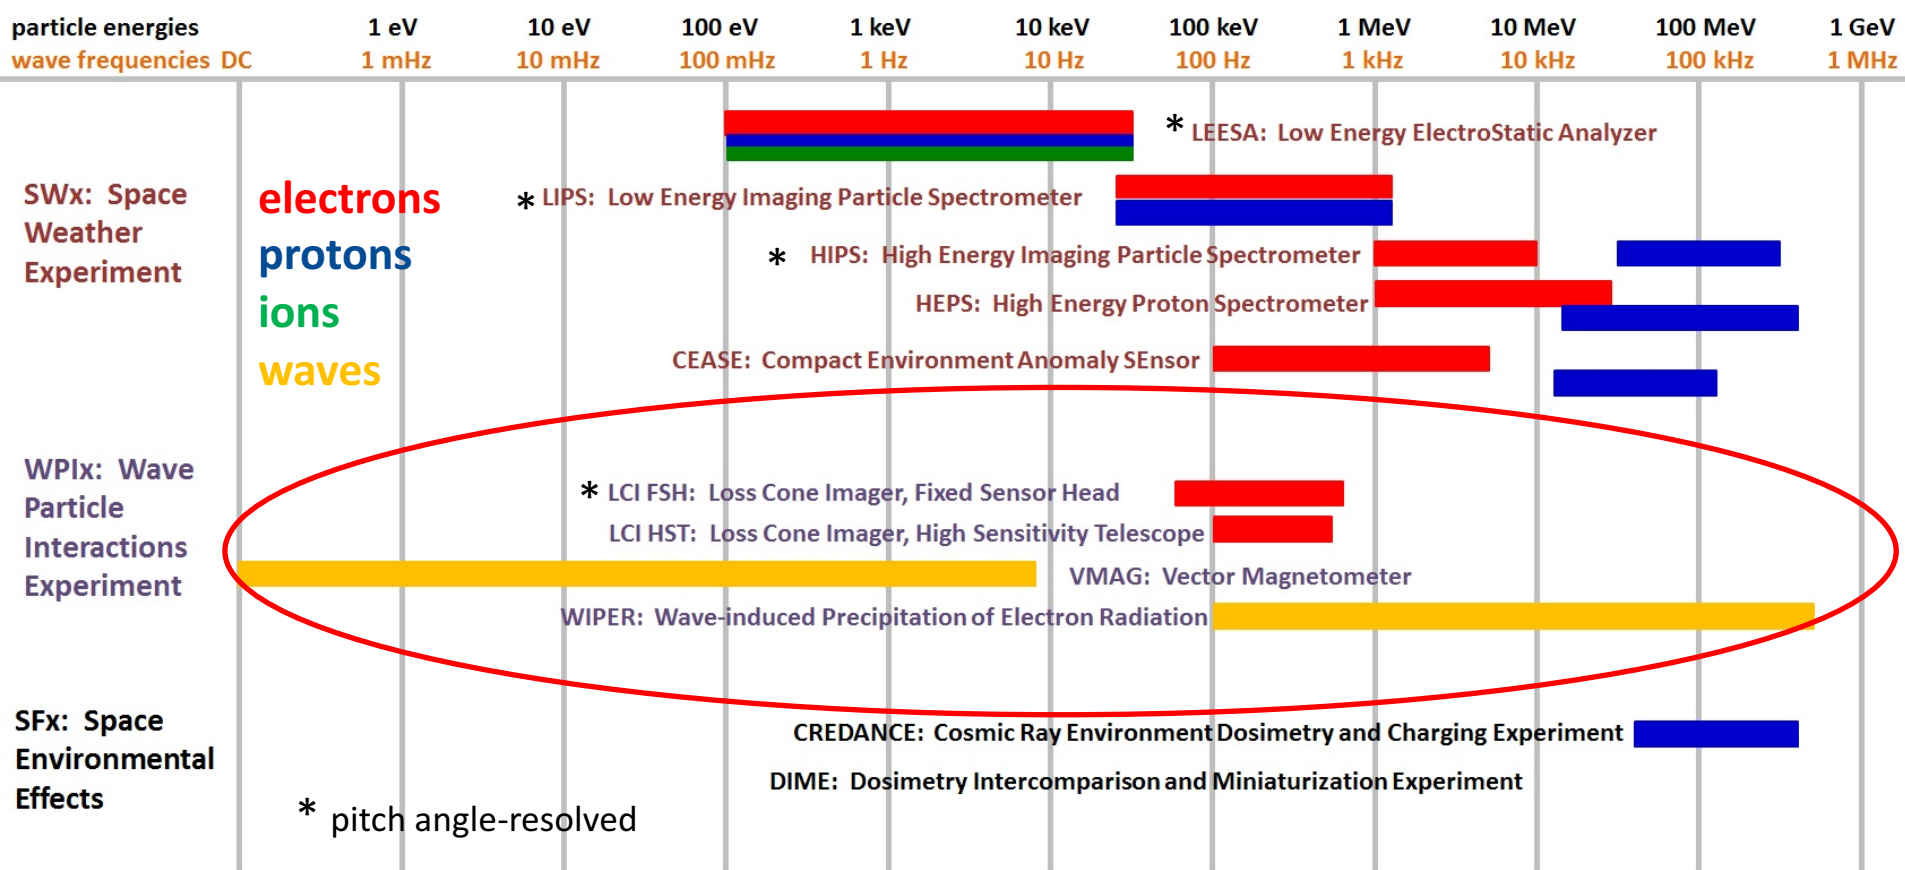 particle energies 1 eV 10 eV 100 eV 1 keV 10 keV 100 keV 1 MeV 10 MeV 100 MeV 1 GeV
wave frequencies DC 1 mHz 10 mHz 100 mHz 1 Hz 10 Hz 100 Hz 1 kHz 10 kHz 100 kHz 1 MHz
* LEESA: Low Energy ElectroStatic Analyzer
SWx: Space
Weather
Experiment
electrons
protons
ions
waves
* LIPS: Low Energy Imaging Particle Spectrometer
* HIPS: High Energy Imaging Particle Spectrometer
HEPS: High Energy Proton Spectrometer
CEASE: Compact Environment Anomaly SEnsor
WPIx: Wave
Particle
Interactions
Experiment
* LCI FSH: Loss Cone Imager, Fixed Sensor Head
LCI HST: Loss Cone Imager, High Sensitivity Telescope
VMAG: Vector Magnetometer
WIPER: Wave-induced Precipitation of Electron Radiation
SFx: Space
Environmental
Effects
CREDANCE: Cosmic Ray Environment Dosimetry and Charging Experiment
DIME: Dosimetry Intercomparison and Miniaturization Experiment
* pitch angle-resolved